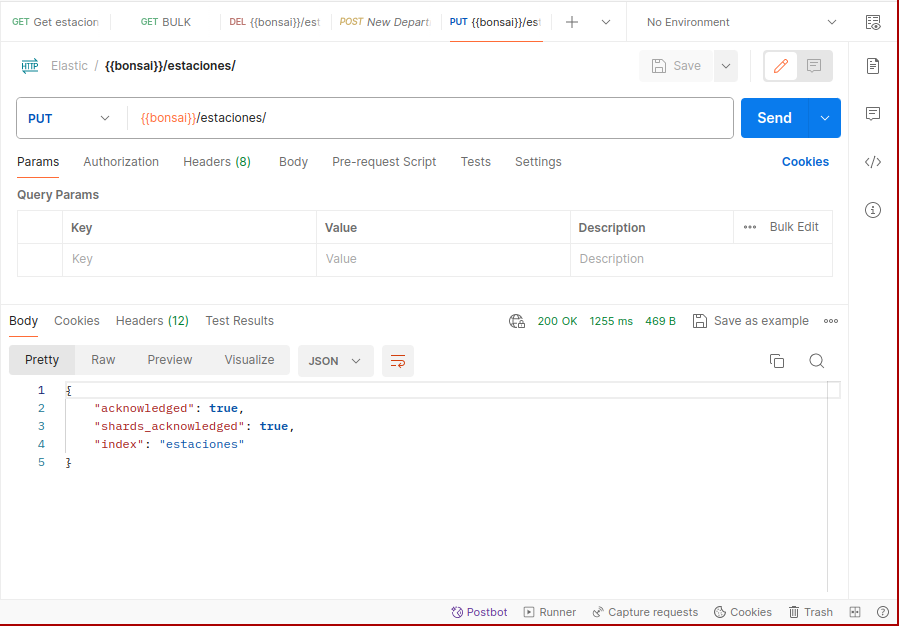 GET Get estacion GET BULK DEL {{bonsai}}/est POST New Depart PUT {{bonsai}}/est No Environment
HTTP Elastic / {{bonsai}}/estaciones/ Save
PUT {{bonsai}}/estaciones/ Send
Params Authorization Headers (8) Body Pre-request Script Tests Settings Cookies
Query Params
Key Value Description Bulk Edit
Key Value Description
Body Cookies Headers (12) Test Results 200 OK 1255 ms 469 B Save as example
Pretty Raw Preview Visualize JSON
1 {
2 "acknowledged": true,
3 "shards_acknowledged": true,
4 "index": "estaciones"
5 }
Postbot Runner Capture requests Cookies Trash